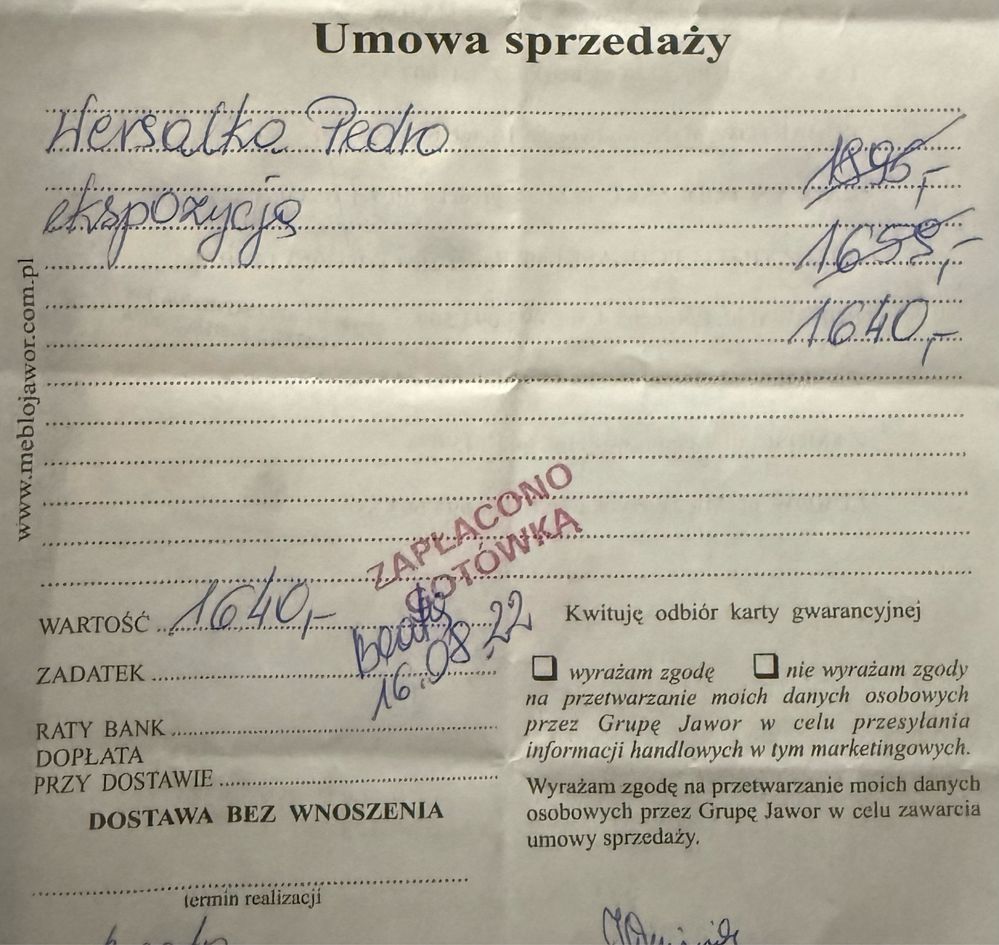 Umowa sprzedaży
Wersalka Pedro
1895,-
ekspozycja
1659,-
1640,-
www.meblojawor.com.pl
ZAPŁACONO
GOTÓWKA
WARTOŚĆ 1640,-
Beata
16.08.22
ZADATEK
RATY BANK
DOPŁATA
PRZY DOSTAWIE
DOSTAWA BEZ WNOSZENIA
termin realizacji
Kwituję odbiór karty gwarancyjnej
wyrażam zgodę nie wyrażam zgody
na przetwarzanie moich danych osobowych
przez Grupę Jawor w celu przesyłania
informacji handlowych w tym marketingowych.
Wyrażam zgodę na przetwarzanie moich danych
osobowych przez Grupę Jawor w celu zawarcia
umowy sprzedaży.